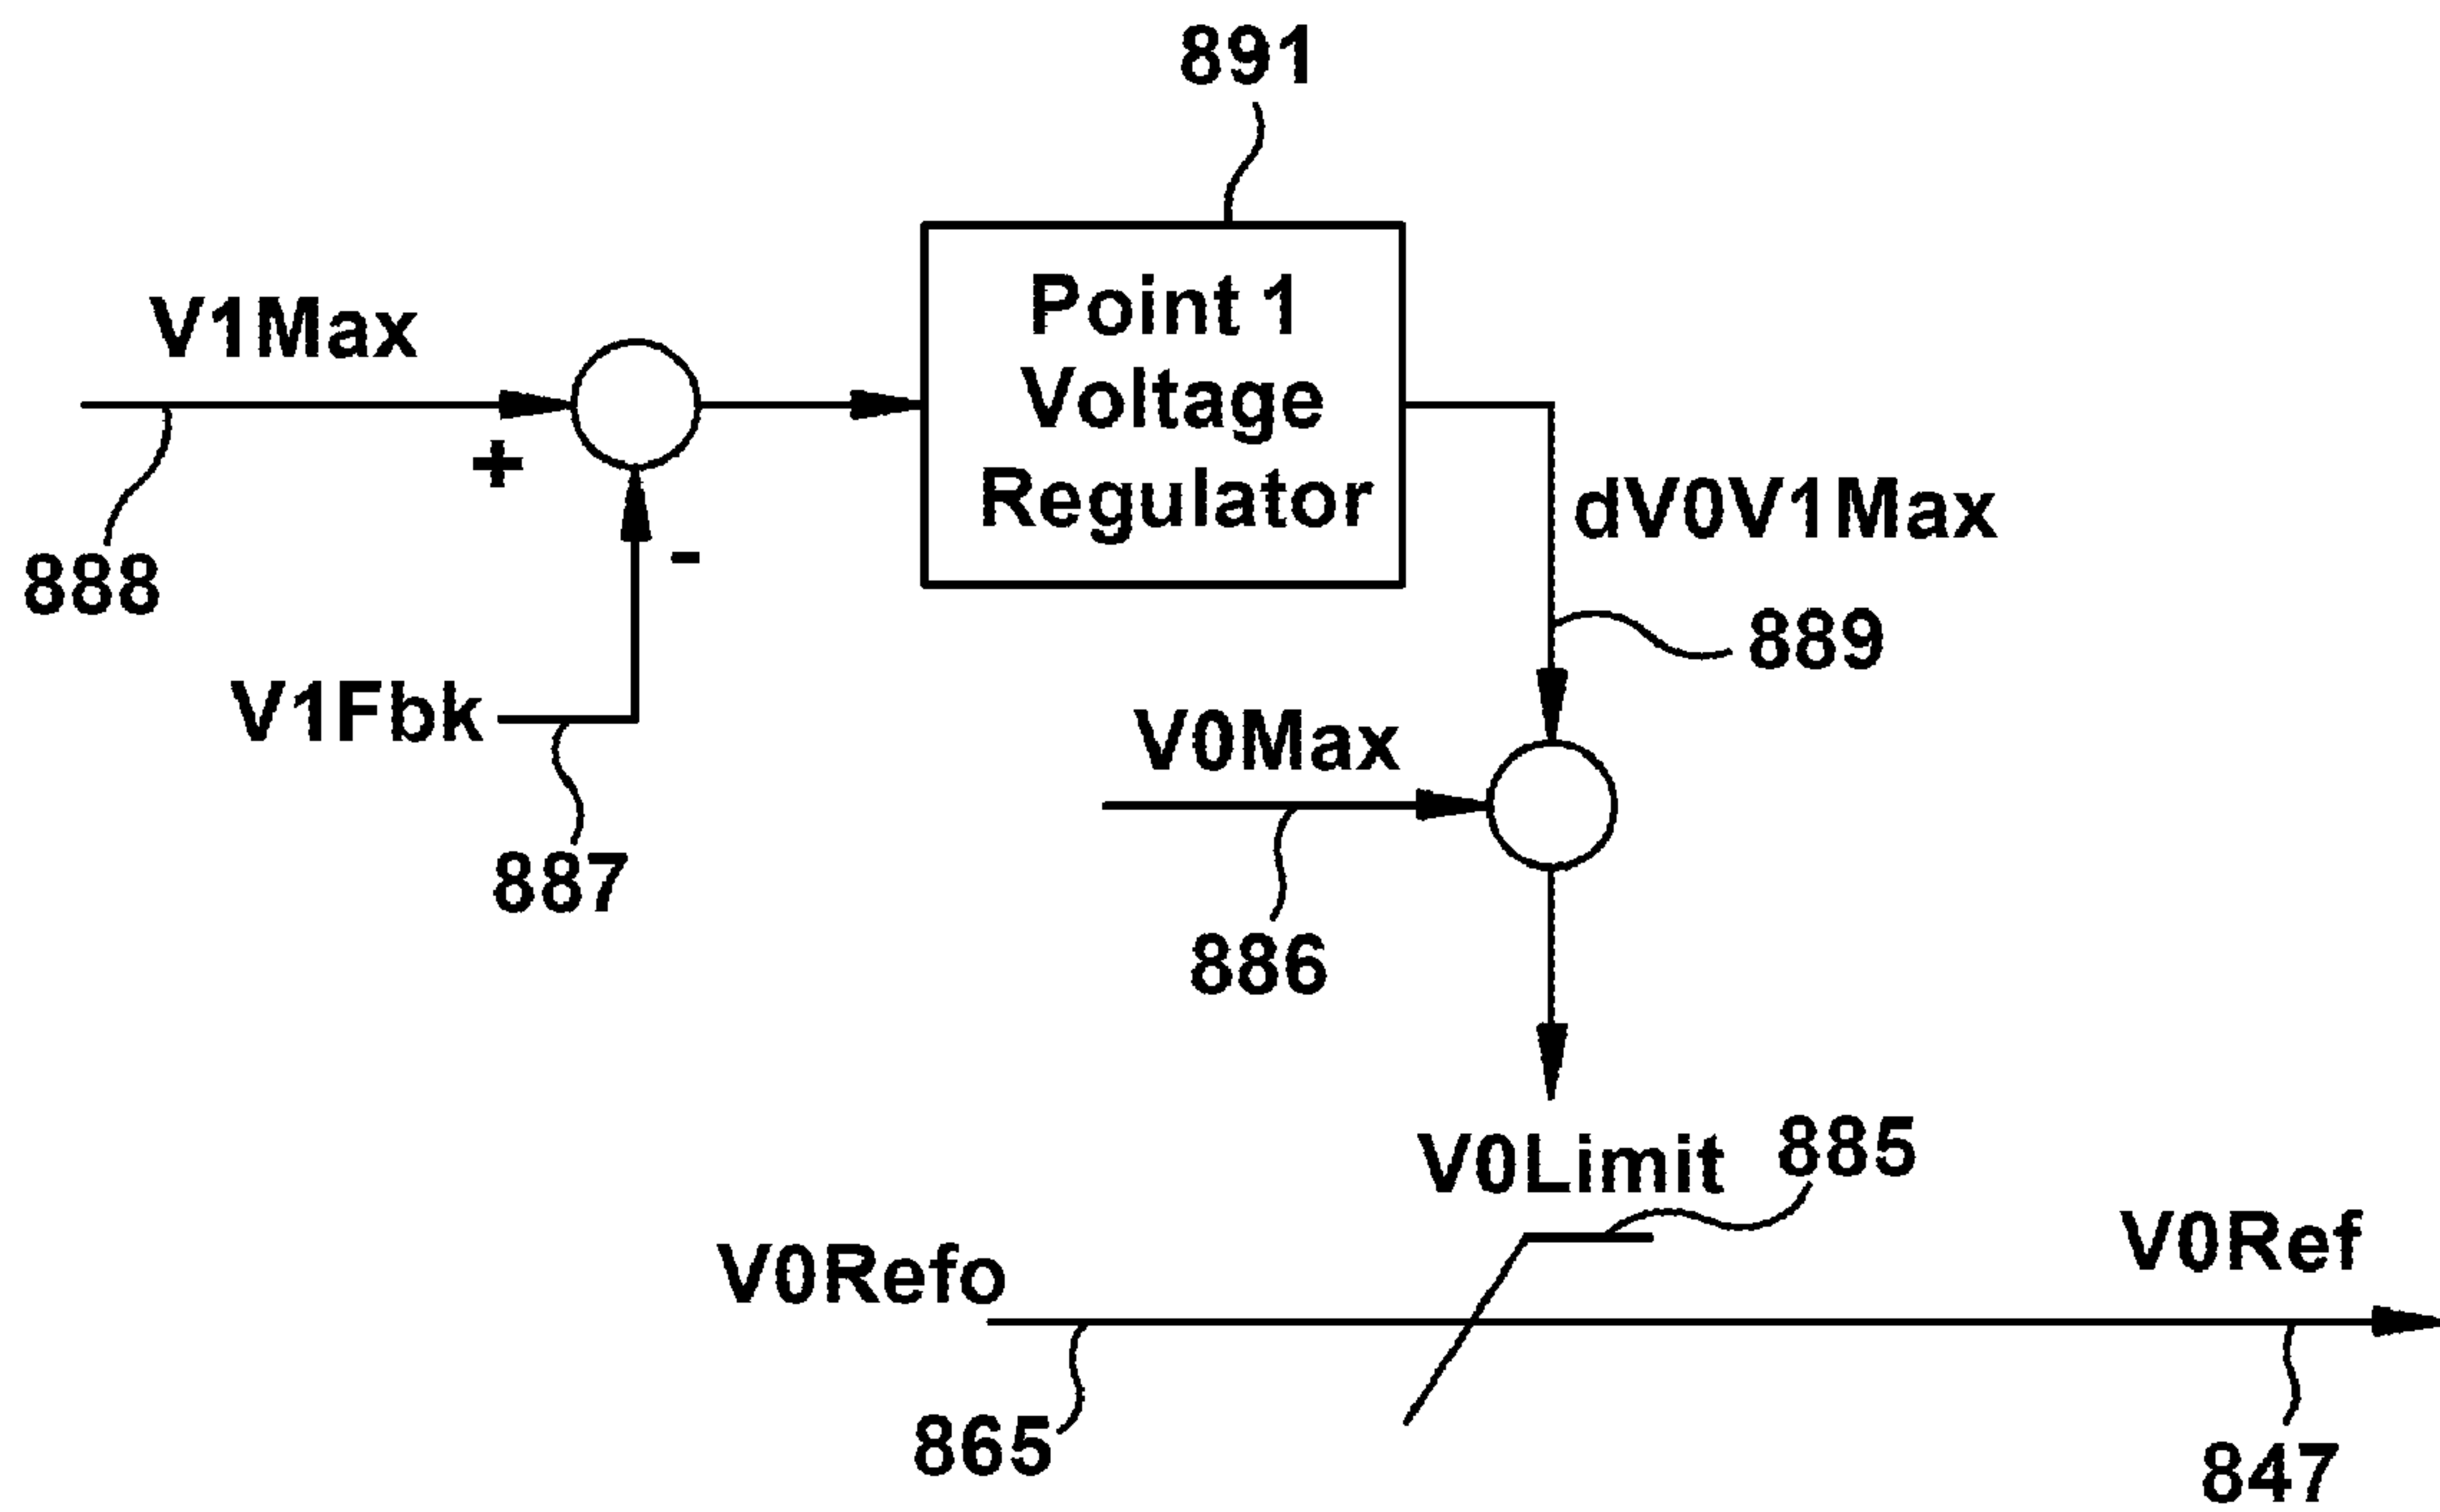 891
V1Max
Point 1
Voltage
Regulator
+
-
dV0V1Max
888
889
V1Fbk
V0Max
887
886
V0Limit
885
V0Refo
V0Ref
865
847